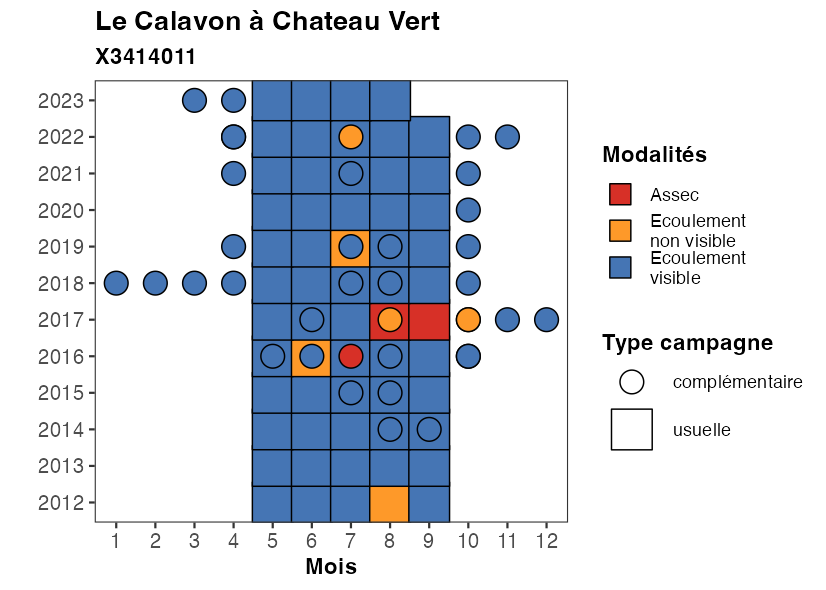 Le Calavon à Chateau Vert
X3414011
2023
2022
2021
2020
2019
2018
2017
2016
2015
2014
2013
2012
1 2 3 4 5 6 7 8 9 10 11 12
Mois
Modalités
Assec
Ecoulement
non visible
Ecoulement
visible
Type campagne
complémentaire
usuelle